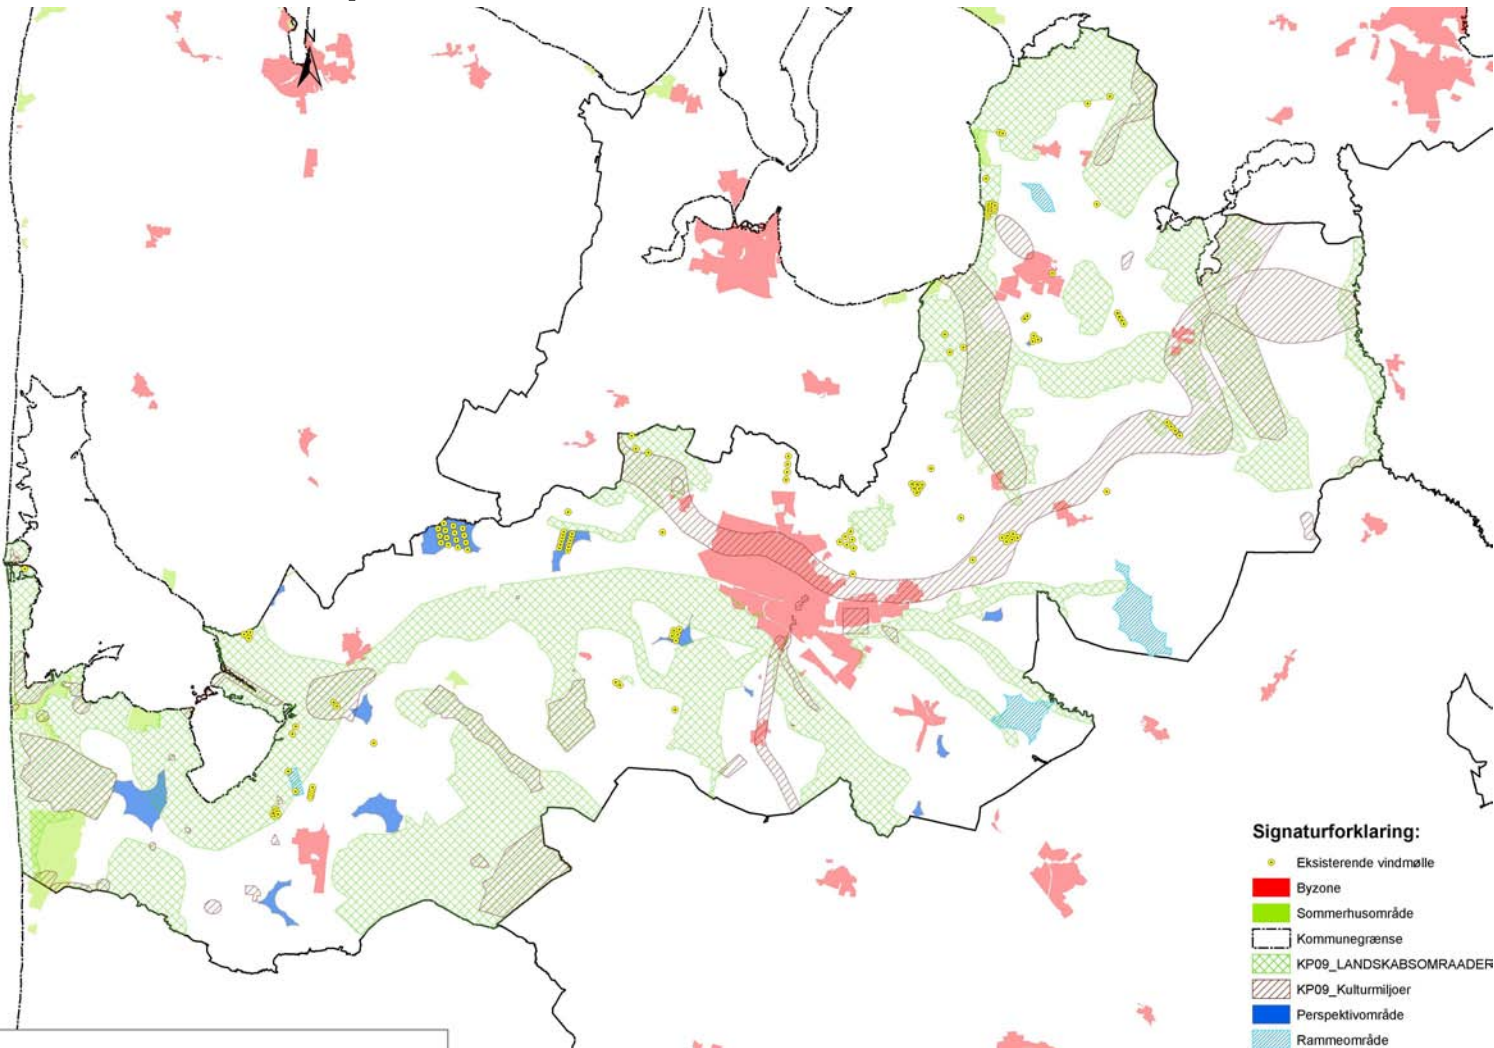 N
Signaturforklaring:
Eksisterende vindmølle
Byzone
Sommerhusområde
Kommunegrænse
KP09_LANDSKABSOMRAADER
KP09_Kulturmiljoer
Perspektivområde
Rammeområde